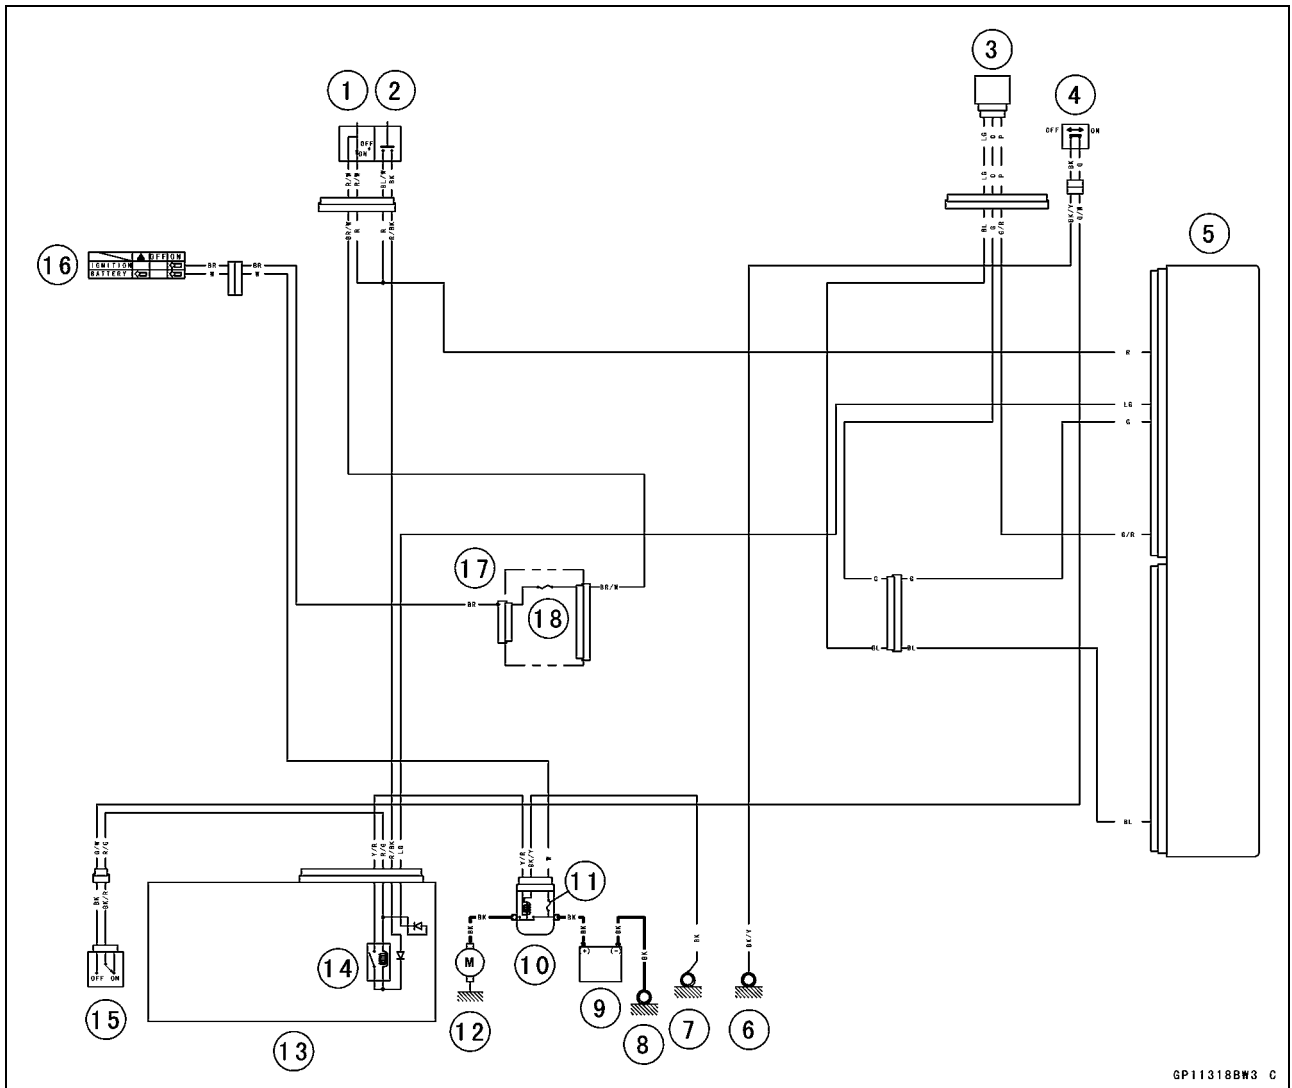 3
1 2
4
OFF ON
OFF
ON
LG O P
R/W R/W BL/W BK
LG O P
BK G
BR/W R R R/BK
BL G G/R
BK/Y G/W
5
16
OFF ON
IGNITION
BATTERY
BR BR
W W
R
LG
G
G/R
17
G G
BR/W
BR
18
BL BL
BL
G/W R/G
Y/R R/G R/BK LG
Y/R BK/Y W
11
BK BK/R
BK BK BK BK
BK
BK
BK/Y
14
M
(+) (-)
10
OFF ON
15
12
9
8
7
6
13
GP11318BW3 C